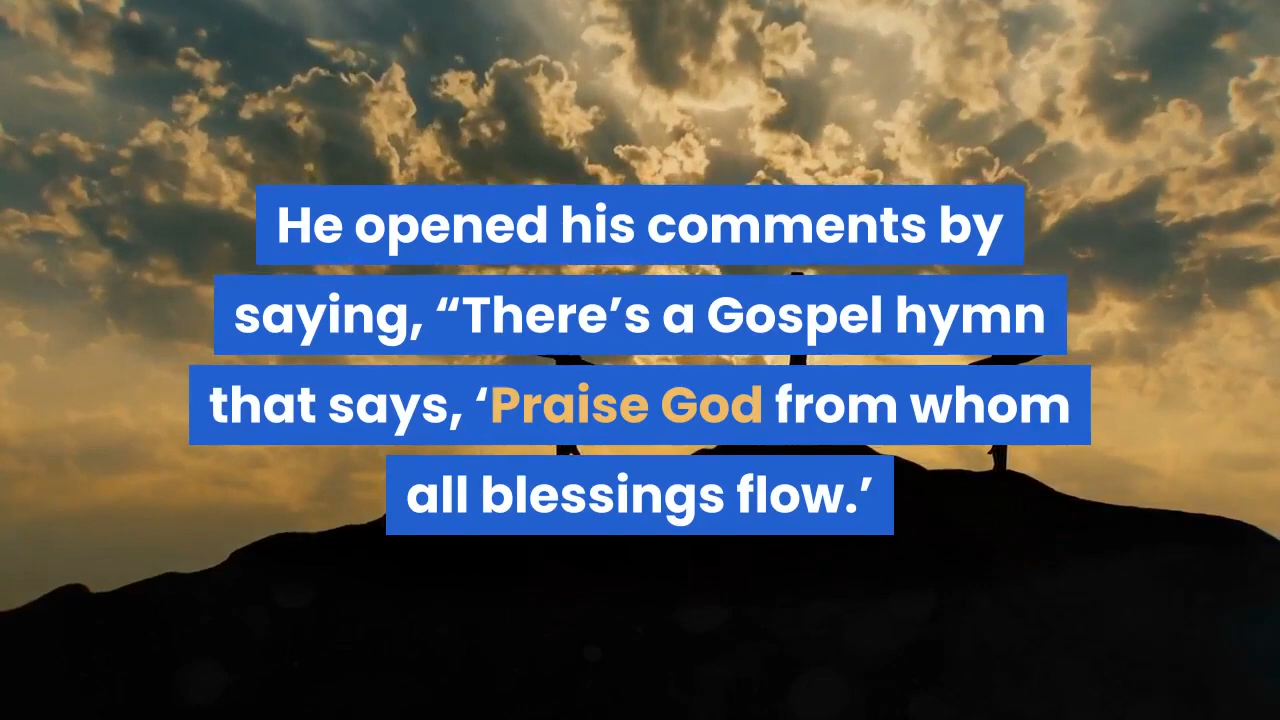 He opened his comments by
saying, “There’s a Gospel hymn
that says, ‘Praise God from whom
all blessings flow.’